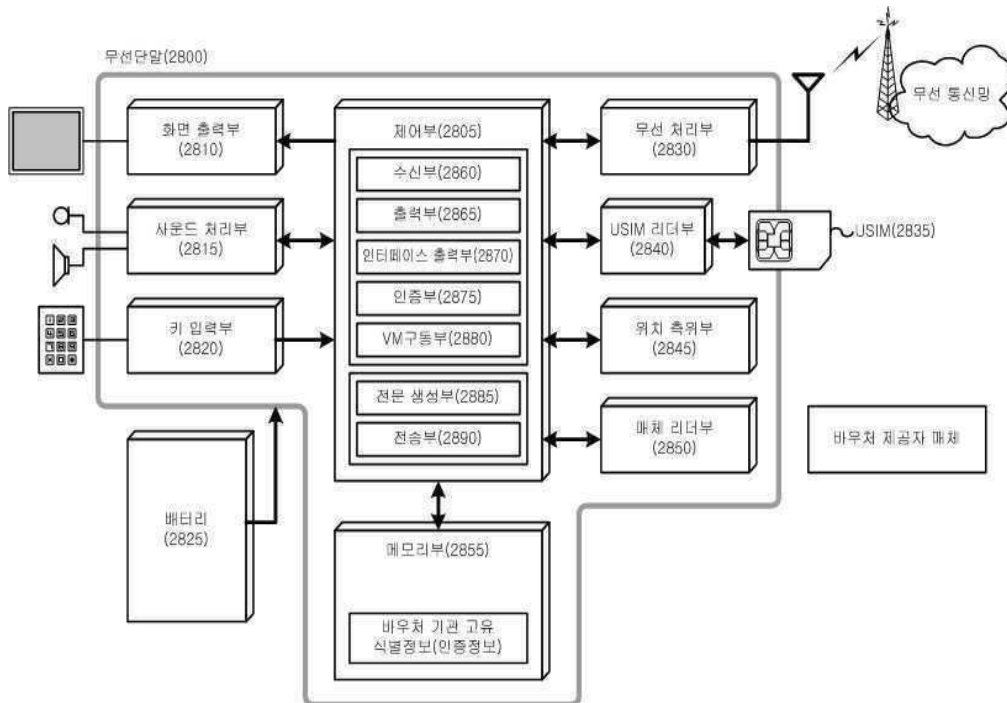 무선단말(2800)
화면 출력부
(2810)
사운드 처리부
(2815)
키 입력부
(2820)
배터리
(2825)
제어부(2805)
수신부(2860)
출력부(2865)
인터페이스 출력부(2870)
인증부(2875)
VM구동부(2880)
전문 생성부(2885)
전송부(2890)
메모리부(2855)
바우처 기관 고유
식별정보(인증정보)
무선 처리부
(2830)
USIM 리더부
(2840)
위치 측위부
(2845)
매체 리더부
(2850)
무선 통신망
USIM(2835)
바우처 제공자 매체